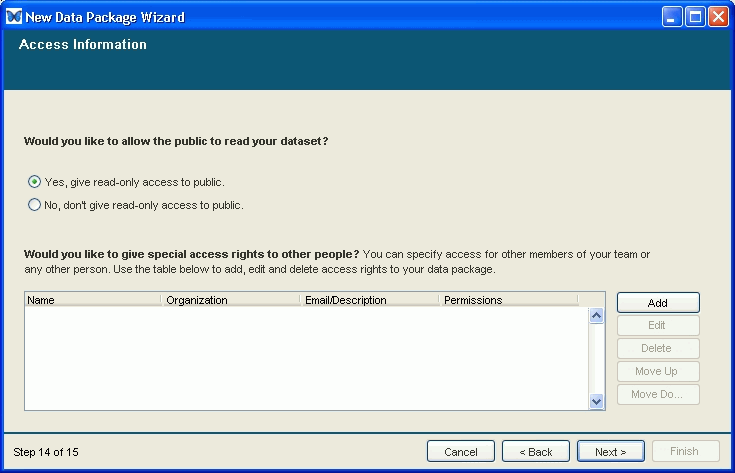 New Data Package Wizard
Access Information
Would you like to allow the public to read your dataset?
Yes, give read-only access to public.
No, don't give read-only access to public.
Would you like to give special access rights to other people? You can specify access for other members of your team or
any other person. Use the table below to add, edit and delete access rights to your data package.
Name Organization Email/Description Permissions
Add
Edit
Delete
Move Up
Move Do...
Step 14 of 15 Cancel < Back Next > Finish